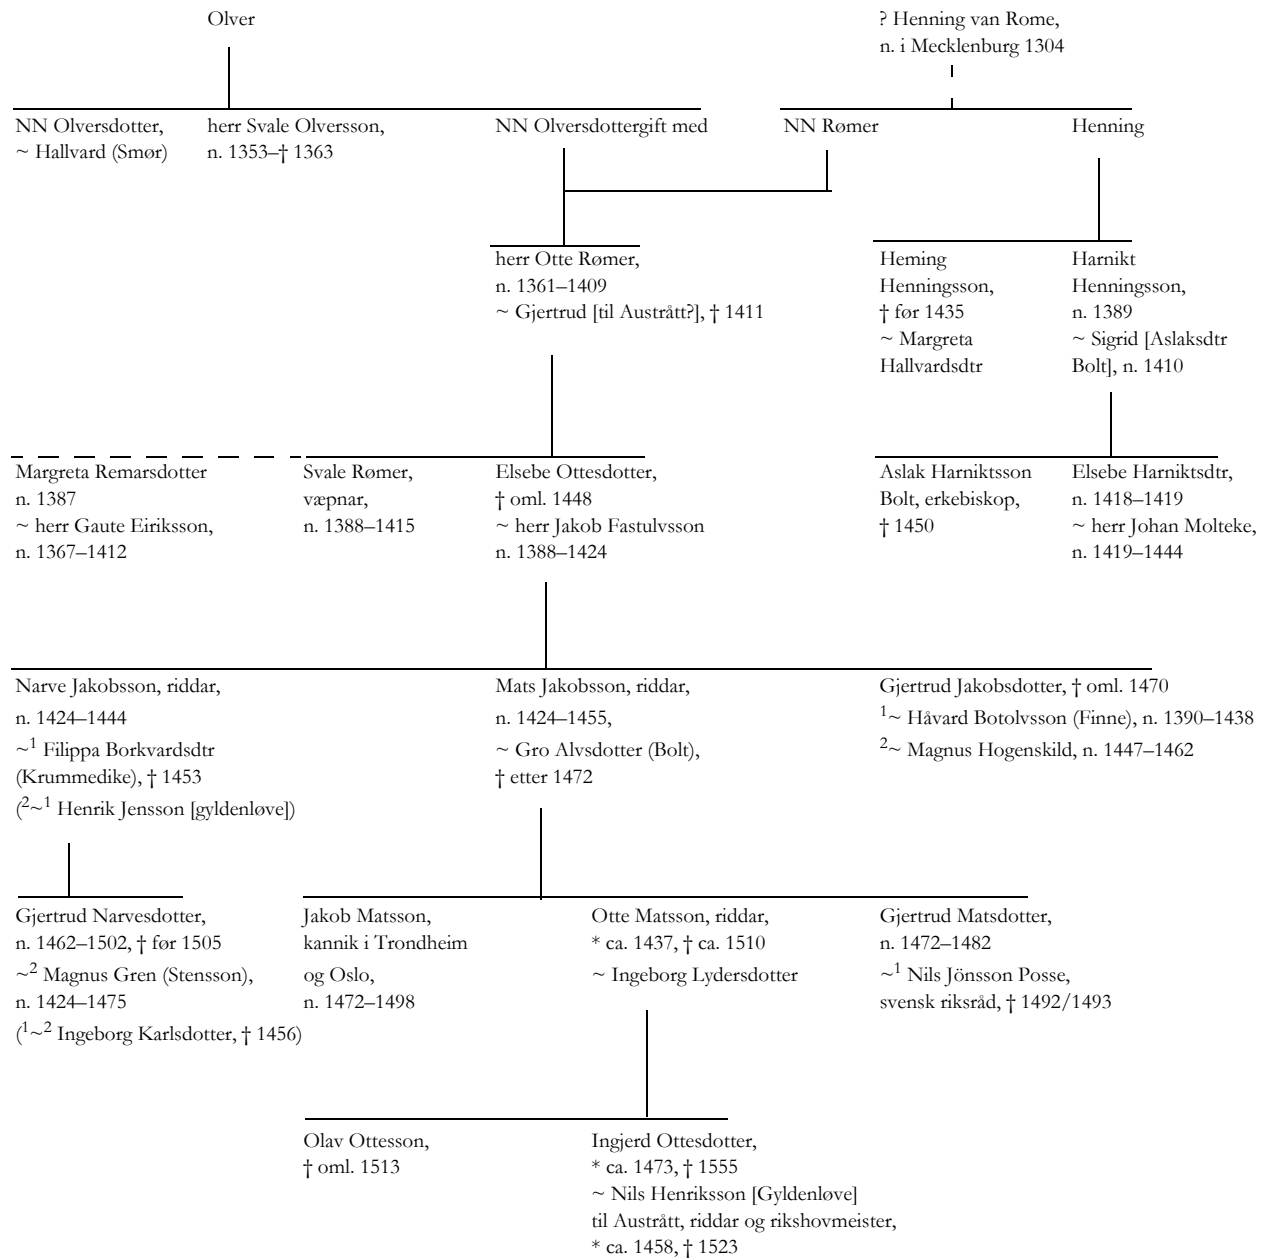 Olver
? Henning van Rome,
n. i Mecklenburg 1304
NN Olversdotter,
~ Hallvard (Smør)
herr Svale Olversson,
n. 1353–† 1363
NN Olversdottergift med
NN Rømer
Henning
herr Otte Rømer,
n. 1361–1409
~ Gjertrud [til Austrått?], † 1411
Heming
Henningsson,
† før 1435
~ Margreta
Hallvardsdtr
Harnikt
Henningsson,
n. 1389
~ Sigrid [Aslaksdtr
Bolt], n. 1410
Margreta Remarsdotter
n. 1387
~ herr Gaute Eiriksson,
n. 1367–1412
Svale Rømer,
væpnar,
n. 1388–1415
Elsebe Ottesdotter,
† oml. 1448
~ herr Jakob Fastulvsson
n. 1388–1424
Aslak Harniktsson
Bolt, erkebiskop,
† 1450
Elsebe Harniktsdtr,
n. 1418–1419
~ herr Johan Molteke,
n. 1419–1444
Narve Jakobsson, riddar,
n. 1424–1444
~1 Filippa Borkvardsdtr
(Krummedike), † 1453
(2~1 Henrik Jensson [gyldenløve])
Mats Jakobsson, riddar,
n. 1424–1455,
~ Gro Alvsdotter (Bolt),
† etter 1472
Gjertrud Jakobsdotter, † oml. 1470
1~ Håvard Botolvsson (Finne), n. 1390–1438
2~ Magnus Hogenskild, n. 1447–1462
Gjertrud Narvesdotter,
n. 1462–1502, † før 1505
~2 Magnus Gren (Stensson),
n. 1424–1475
(1~2 Ingeborg Karlsdotter, † 1456)
Jakob Matsson,
kannik i Trondheim
og Oslo,
n. 1472–1498
Otte Matsson, riddar,
* ca. 1437, † ca. 1510
~ Ingeborg Lydersdotter
Gjertrud Matsdotter,
n. 1472–1482
~1 Nils Jönsson Posse,
svensk riksråd, † 1492/1493
Olav Ottesson,
† oml. 1513
Ingjerd Ottesdotter,
* ca. 1473, † 1555
~ Nils Henriksson [Gyldenløve]
til Austrått, riddar og rikshovmeister,
* ca. 1458, † 1523